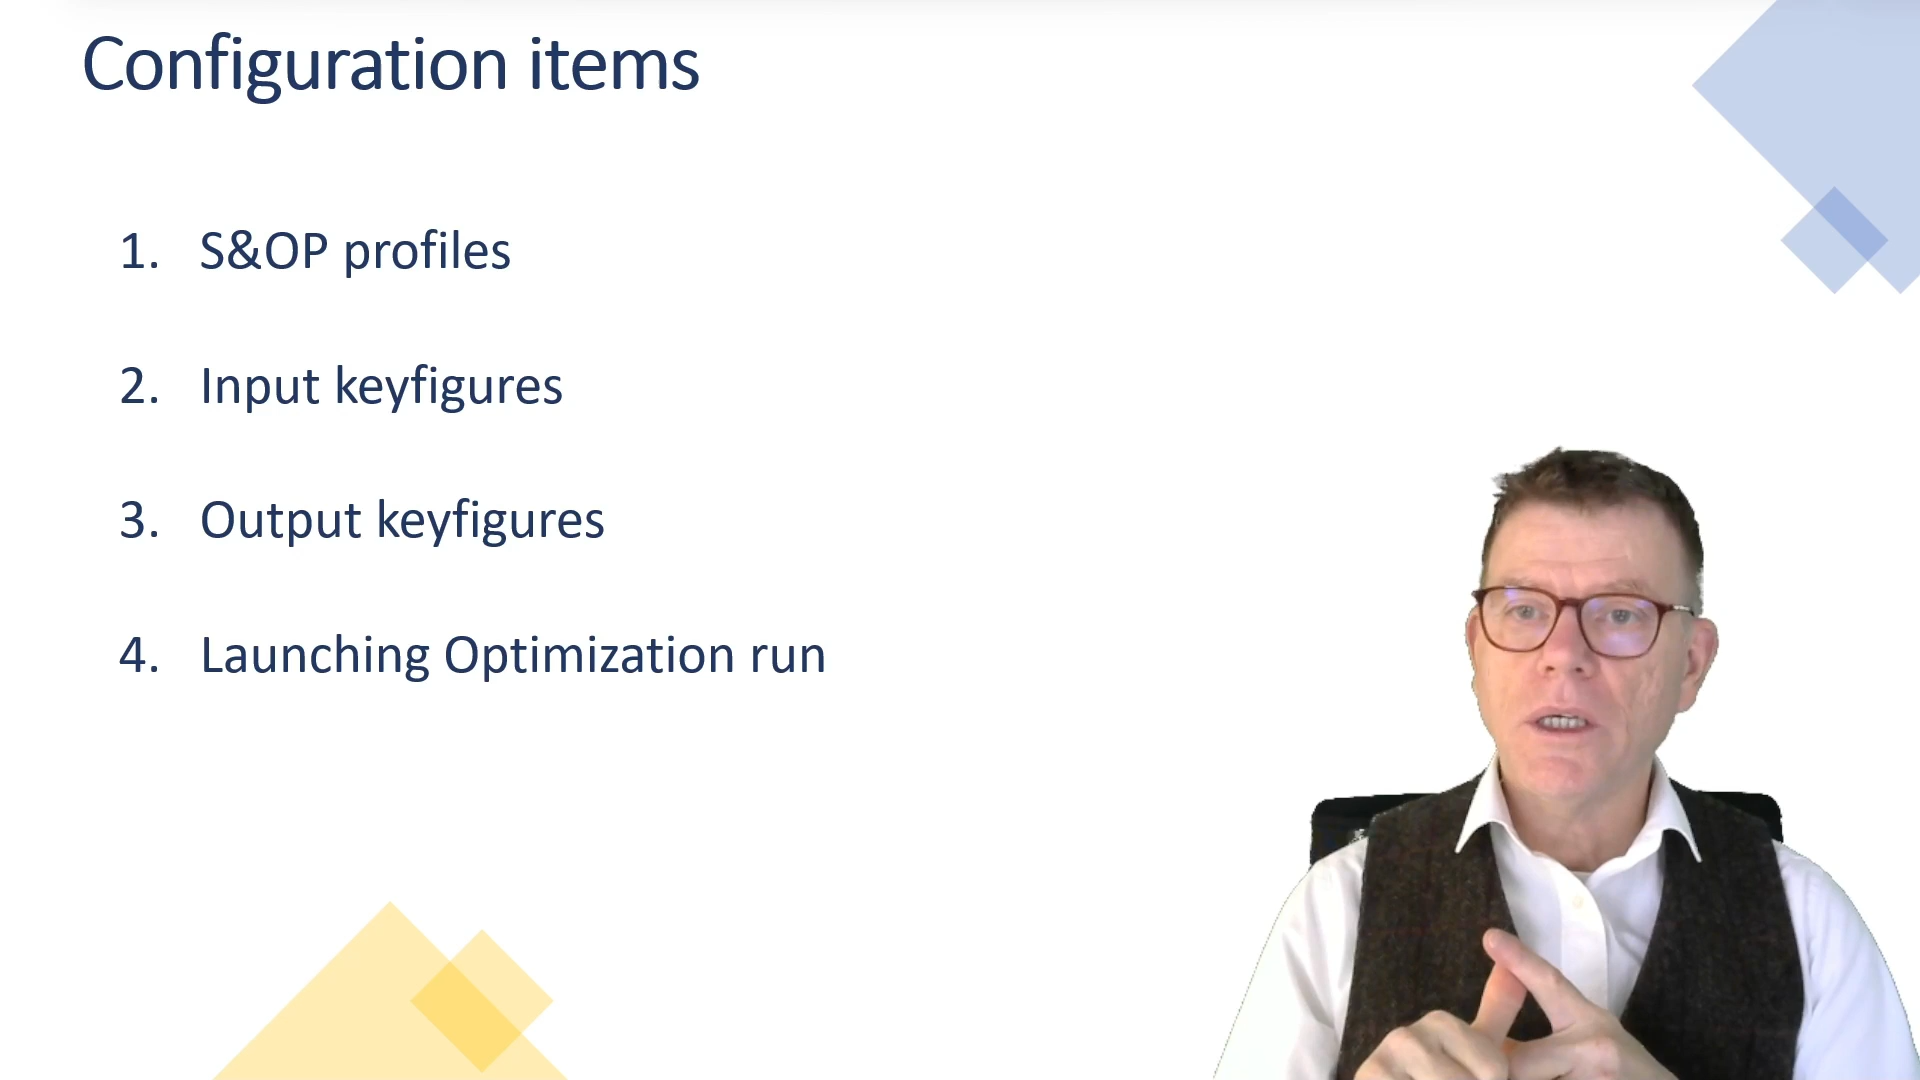 Configuration items
1. S&OP profiles
2. Input keyfigures
3. Output keyfigures
4. Launching Optimization run